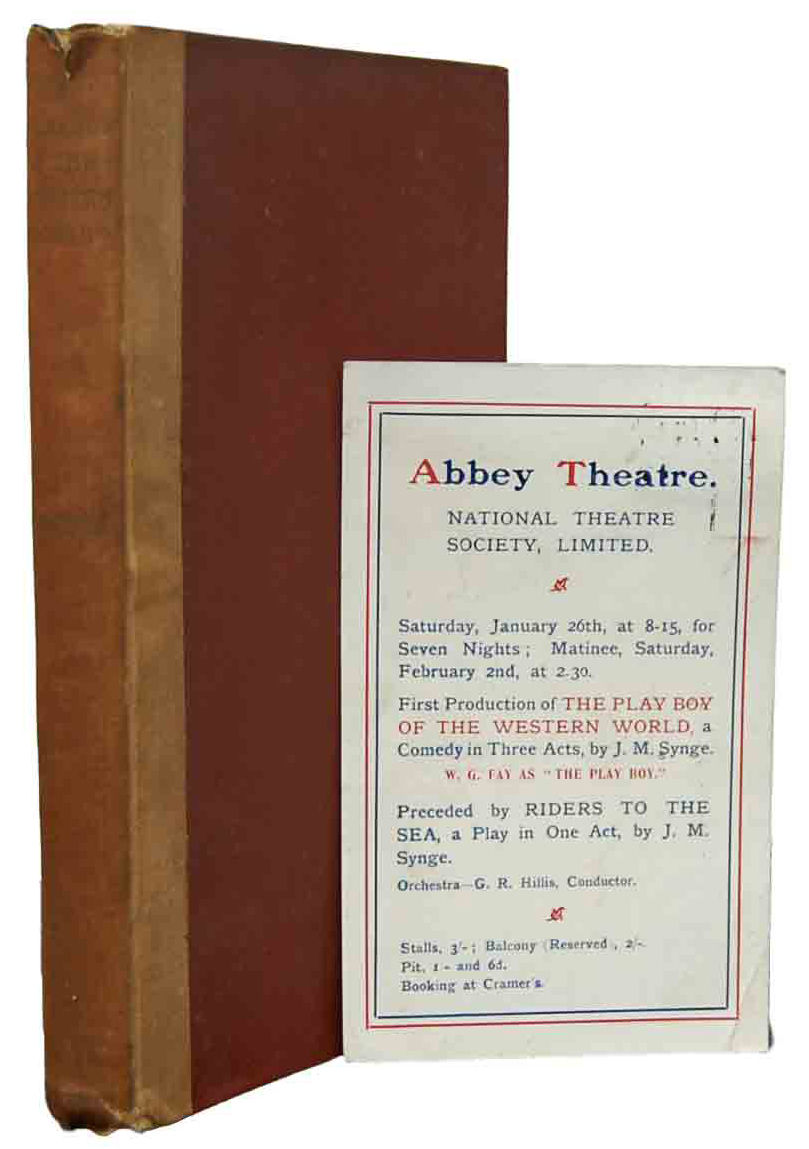 Abbey Theatre.
NATIONAL THEATRE
SOCIETY, LIMITED.
Saturday, January 26th, at 8-15, for
Seven Nights; Matinee, Saturday,
February 2nd, at 2.30.
First Production of THE PLAY BOY
OF THE WESTERN WORLD, a
Comedy in Three Acts, by J. M. Synge.
W. G. FAY AS "THE PLAY BOY."
Preceded by RIDERS TO THE
SEA, a Play in One Act, by J. M.
Synge.
Orchestra—G. R. Hillis, Conductor.
Stalls, 3/-; Balcony (Reserved), 2/-.
Pit, 1/- and 6d.
Booking at Cramer's.